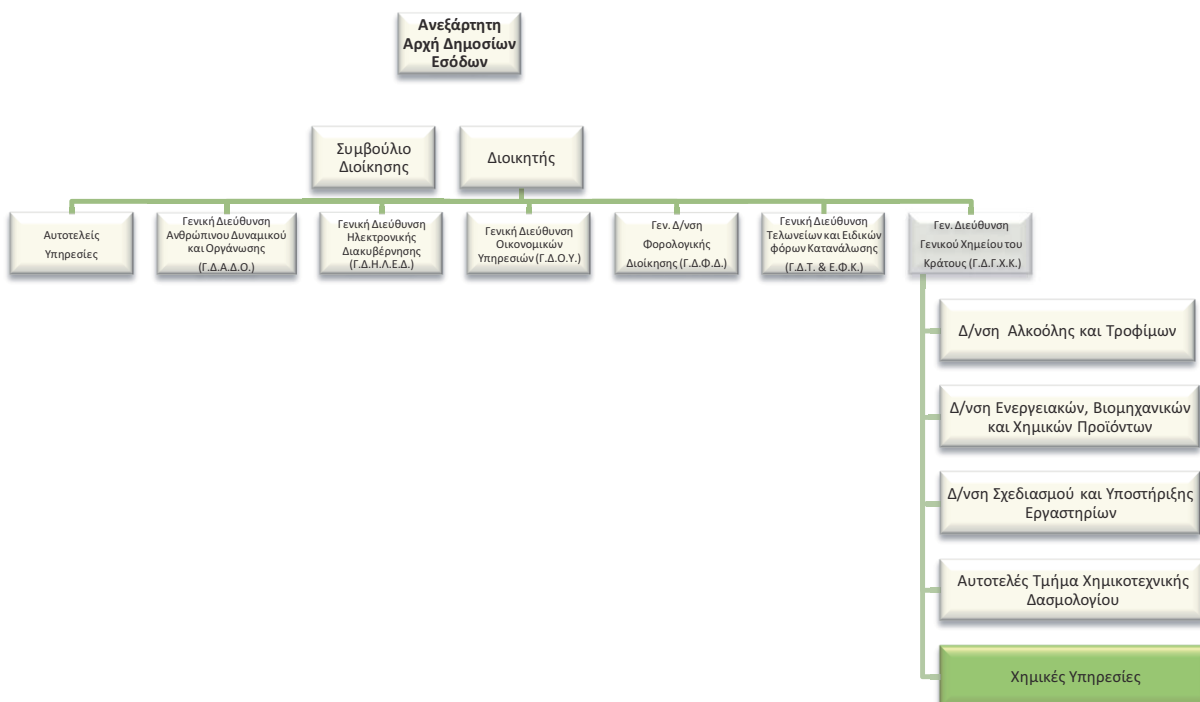 Ανεξάρτητη
Αρχή Δημοσίων
Εσόδων
Συμβούλιο
Διοίκησης
Διοικητής
Αυτοτελείς
Υπηρεσίες
Γενική Διεύθυνση
Ανθρώπινου Δυναμικού
και Οργάνωσης
(Γ.Δ.Α.Δ.Ο.)
Γενική Διεύθυνση
Ηλεκτρονικής
Διακυβέρνησης
(Γ.Δ.Η.Λ.Ε.Δ.)
Γενική Διεύθυνση
Οικονομικών
Υπηρεσιών (Γ.Δ.Ο.Υ.)
Γεν. Δ/νση
Φορολογικής
Διοίκησης (Γ.Δ.Φ.Δ.)
Γενική Διεύθυνση
Τελωνείων και Ειδικών
φόρων Κατανάλωσης
(Γ.Δ.Τ. & Ε.Φ.Κ.)
Γεν. Διεύθυνση
Γενικού Χημείου του
Κράτους (Γ.Δ.Γ.Χ.Κ.)
Δ/νση Αλκοόλης και Τροφίμων
Δ/νση Ενεργειακών, Βιομηχανικών
και Χημικών Προϊόντων
Δ/νση Σχεδιασμού και Υποστήριξης
Εργαστηρίων
Αυτοτελές Τμήμα Χημικοτεχνικής
Δασμολογίου
Χημικές Υπηρεσίες